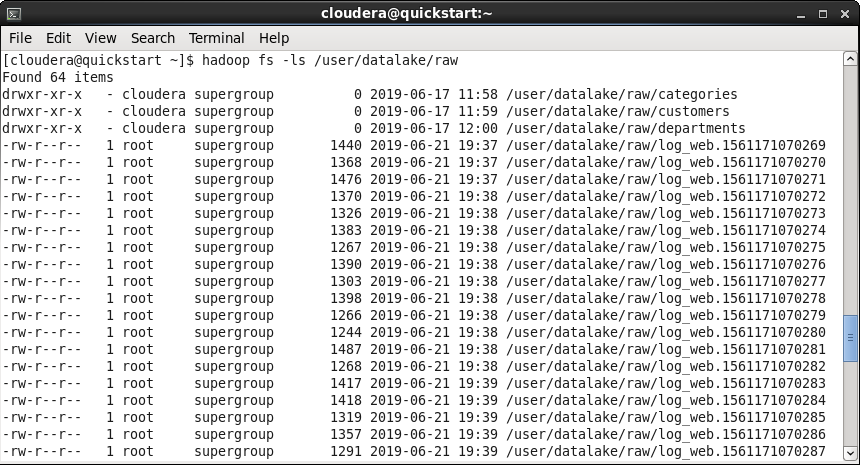 cloudera@quickstart:~
File Edit View Search Terminal Help
[cloudera@quickstart ~]$ hadoop fs -ls /user/datalake/raw
Found 64 items
drwxr-xr-x   - cloudera supergroup          0 2019-06-17 11:58 /user/datalake/raw/categories
drwxr-xr-x   - cloudera supergroup          0 2019-06-17 11:59 /user/datalake/raw/customers
drwxr-xr-x   - cloudera supergroup          0 2019-06-17 12:00 /user/datalake/raw/departments
-rw-r--r--   1 root     supergroup       1440 2019-06-21 19:37 /user/datalake/raw/log_web.1561171070269
-rw-r--r--   1 root     supergroup       1368 2019-06-21 19:37 /user/datalake/raw/log_web.1561171070270
-rw-r--r--   1 root     supergroup       1476 2019-06-21 19:37 /user/datalake/raw/log_web.1561171070271
-rw-r--r--   1 root     supergroup       1370 2019-06-21 19:38 /user/datalake/raw/log_web.1561171070272
-rw-r--r--   1 root     supergroup       1326 2019-06-21 19:38 /user/datalake/raw/log_web.1561171070273
-rw-r--r--   1 root     supergroup       1383 2019-06-21 19:38 /user/datalake/raw/log_web.1561171070274
-rw-r--r--   1 root     supergroup       1267 2019-06-21 19:38 /user/datalake/raw/log_web.1561171070275
-rw-r--r--   1 root     supergroup       1390 2019-06-21 19:38 /user/datalake/raw/log_web.1561171070276
-rw-r--r--   1 root     supergroup       1303 2019-06-21 19:38 /user/datalake/raw/log_web.1561171070277
-rw-r--r--   1 root     supergroup       1398 2019-06-21 19:38 /user/datalake/raw/log_web.1561171070278
-rw-r--r--   1 root     supergroup       1266 2019-06-21 19:38 /user/datalake/raw/log_web.1561171070279
-rw-r--r--   1 root     supergroup       1244 2019-06-21 19:38 /user/datalake/raw/log_web.1561171070280
-rw-r--r--   1 root     supergroup       1487 2019-06-21 19:38 /user/datalake/raw/log_web.1561171070281
-rw-r--r--   1 root     supergroup       1268 2019-06-21 19:38 /user/datalake/raw/log_web.1561171070282
-rw-r--r--   1 root     supergroup       1417 2019-06-21 19:39 /user/datalake/raw/log_web.1561171070283
-rw-r--r--   1 root     supergroup       1418 2019-06-21 19:39 /user/datalake/raw/log_web.1561171070284
-rw-r--r--   1 root     supergroup       1319 2019-06-21 19:39 /user/datalake/raw/log_web.1561171070285
-rw-r--r--   1 root     supergroup       1357 2019-06-21 19:39 /user/datalake/raw/log_web.1561171070286
-rw-r--r--   1 root     supergroup       1291 2019-06-21 19:39 /user/datalake/raw/log_web.1561171070287